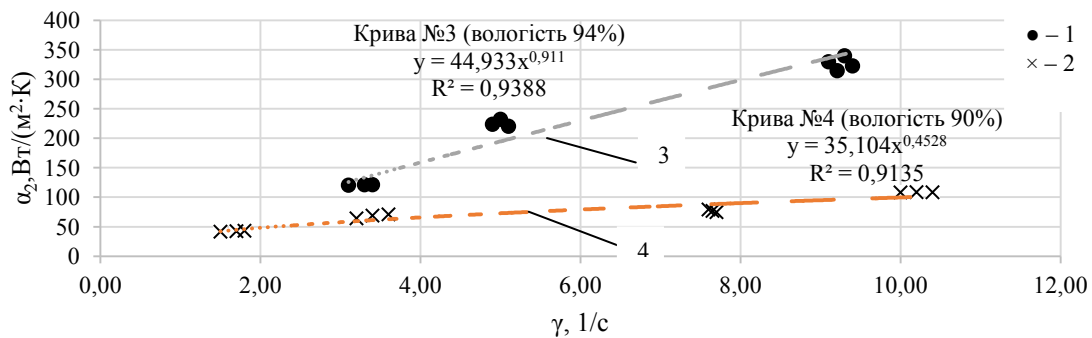 400
350
300
250
200
150
100
50
0
α₂,Вт/(м²·К)
Крива №3 (вологість 94%)
y = 44,933x^0,911
R² = 0,9388
● – 1
× – 2
Крива №4 (вологість 90%)
y = 35,104x^0,4528
R² = 0,9135
3
4
0,00 2,00 4,00 6,00 8,00 10,00 12,00
γ, 1/с